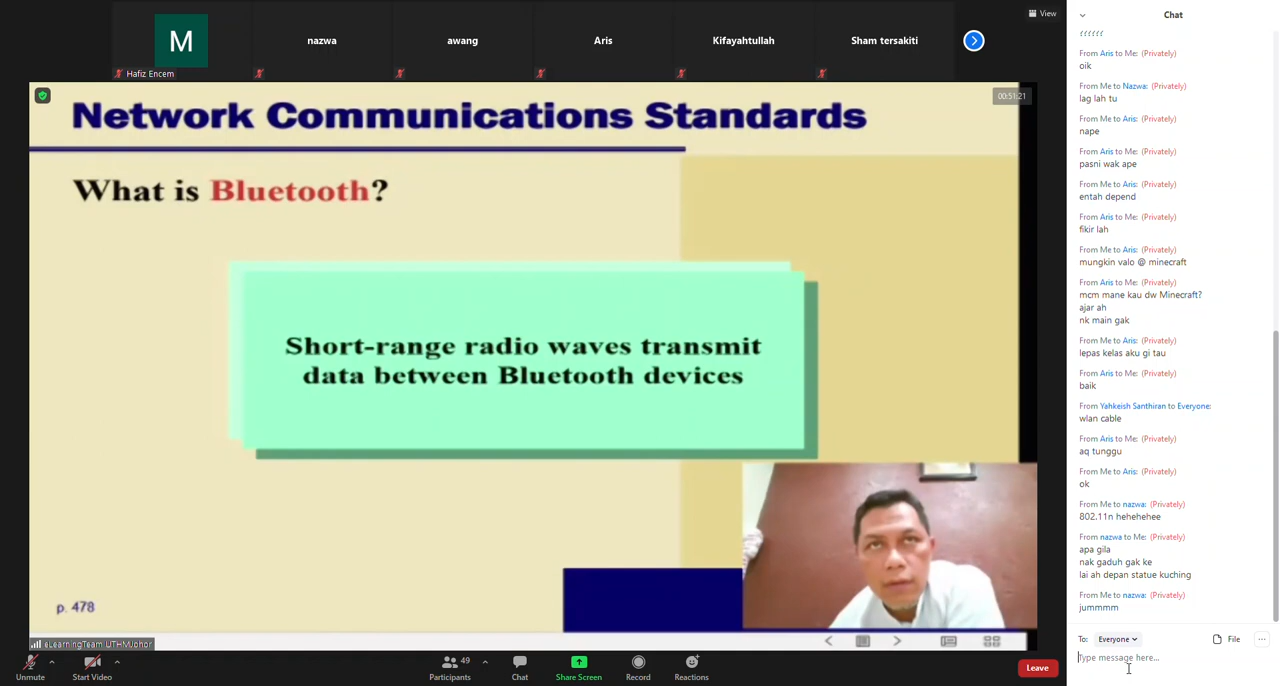 View
Chat
M
nazwa
awang
Aris
Kifayahtullah
Sham tersakiti
Hafiz Encem
00:51:21
Network Communications Standards
What is Bluetooth?
Short-range radio waves transmit
data between Bluetooth devices
p. 478
eLearningTeam UTHMJohor
From Aris to Me: (Privately)
oik
From Me to Nazwa: (Privately)
lag lah tu
From Me to Aris: (Privately)
nape
From Aris to Me: (Privately)
pasni wak ape
From Me to Aris: (Privately)
entah depend
From Aris to Me: (Privately)
fikir lah
From Me to Aris: (Privately)
mungkin valo @ minecraft
From Aris to Me: (Privately)
mcm mane kau dw Minecraft?
ajar ah
nk main gak
From Me to Aris: (Privately)
lepas kelas aku gi tau
From Aris to Me: (Privately)
baik
From Yahkeish Santhiran to Everyone:
wlan cable
From Aris to Me: (Privately)
aq tunggu
From Me to Aris: (Privately)
ok
From Me to nazwa: (Privately)
802.11n hehehehee
From nazwa to Me: (Privately)
apa gila
nak gaduh gak ke
lai ah depan statue kuching
From Me to nazwa: (Privately)
jummmm
To: Everyone
File
Type message here...
Unmute
Start Video
49
Participants
Chat
Share Screen
Record
Reactions
Leave